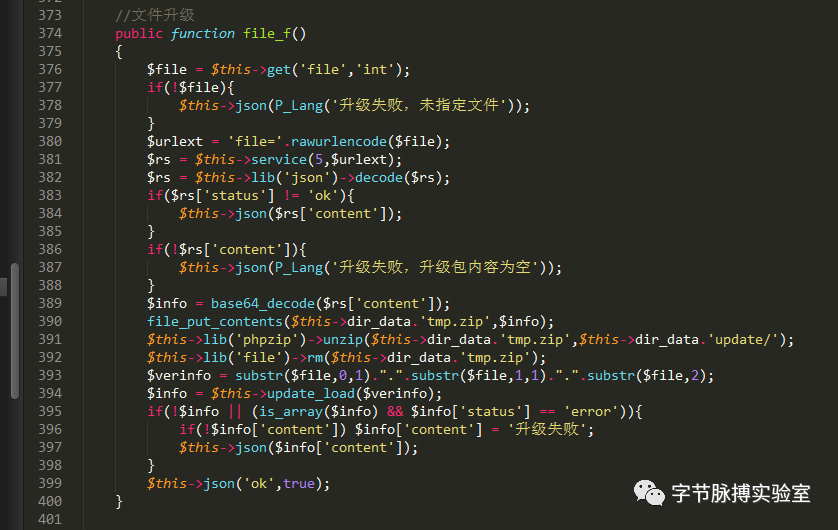 372
373 //文件升级
374 public function file_f()
375 {
376 $file = $this->get('file','int');
377 if(!$file){
378 $this->json(P_Lang('升级失败，未指定文件'));
379 }
380 $urlext = 'file='.rawurlencode($file);
381 $rs = $this->service(5,$urlext);
382 $rs = $this->lib('json')->decode($rs);
383 if($rs['status'] != 'ok'){
384 $this->json($rs['content']);
385 }
386 if(!$rs['content']){
387 $this->json(P_Lang('升级失败，升级包内容为空'));
388 }
389 $info = base64_decode($rs['content']);
390 file_put_contents($this->dir_data.'tmp.zip',$info);
391 $this->lib('phpzip')->unzip($this->dir_data.'tmp.zip',$this->dir_data.'update/');
392 $this->lib('file')->rm($this->dir_data.'tmp.zip');
393 $verinfo = substr($file,0,1).".".substr($file,1,1).".".substr($file,2);
394 $info = $this->update_load($verinfo);
395 if(!$info || (is_array($info) && $info['status'] == 'error')){
396 if(!$info['content']) $info['content'] = '升级失败';
397 $this->json($info['content']);
398 }
399 $this->json('ok',true);
400 }
401
字节脉搏实验室